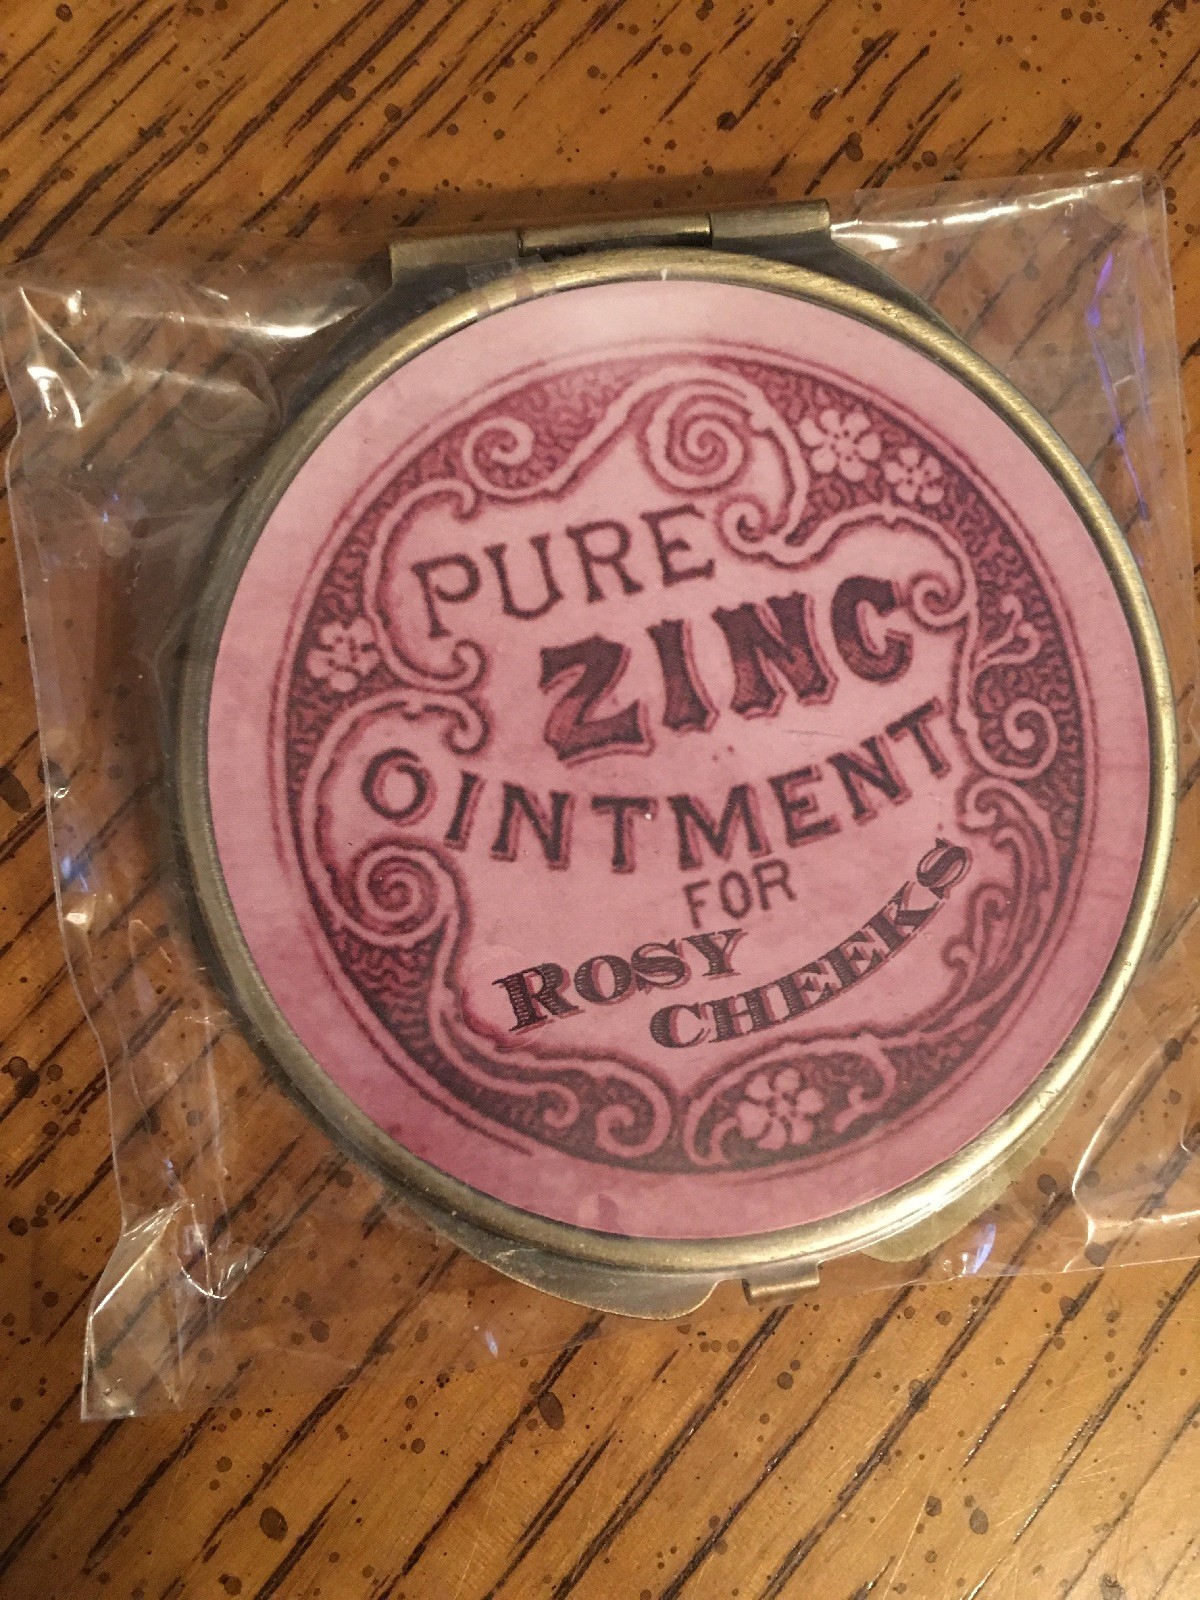 PURE
ZINC
OINTMENT
FOR
ROSY
CHEEKS